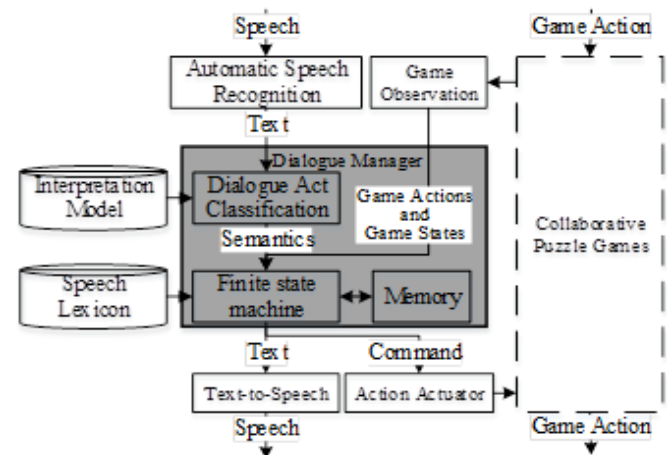 Speech
Game Action
Automatic Speech
Recognition
Game
Observation
Text
Dialogue Manager
Interpretation
Model
Dialogue Act
Classification
Game Actions
and
Game States
Collaborative
Puzzle Games
Semantics
Speech
Lexicon
Finite state
machine
Memory
Text
Command
Text-to-Speech
Action Actuator
Speech
Game Action